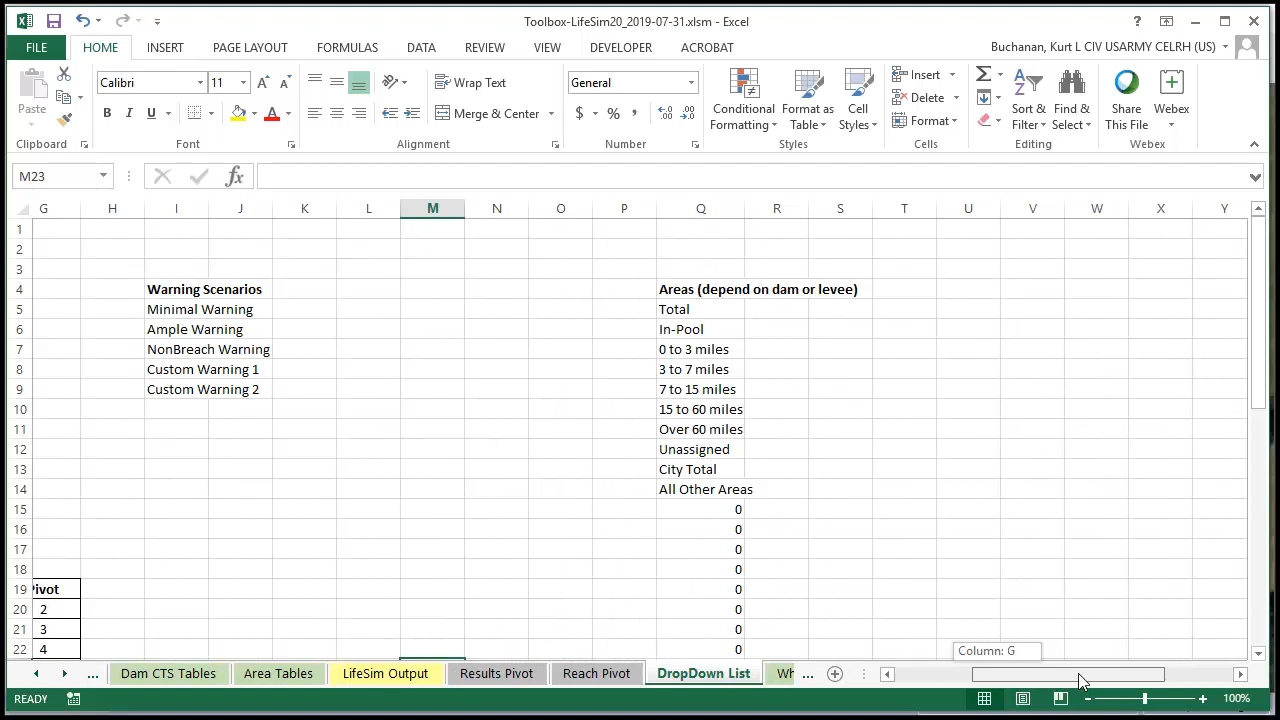 Toolbox-LifeSim20_2019-07-31.xlsm - Excel
FILE HOME INSERT PAGE LAYOUT FORMULAS DATA REVIEW VIEW DEVELOPER ACROBAT
Buchanan, Kurt L CIV USARMY CELRH (US)
Paste
Clipboard
Calibri 11
B I U
Font
Wrap Text
Merge & Center
Alignment
General
$ % ,
Number
Conditional Formatting
Format as Table
Cell Styles
Styles
Insert
Delete
Format
Cells
Sort & Filter
Find & Select
Editing
Share This File
Webex
Webex
M23
fx
G H I J K L M N O P Q R S T U V W X Y
1
2
3
4 Warning Scenarios Areas (depend on dam or levee)
5 Minimal Warning Total
6 Ample Warning In-Pool
7 NonBreach Warning 0 to 3 miles
8 Custom Warning 1 3 to 7 miles
9 Custom Warning 2 7 to 15 miles
10 15 to 60 miles
11 Over 60 miles
12 Unassigned
13 City Total
14 All Other Areas
15 0
16 0
17 0
18 0
19 Pivot 0
20 2 0
21 3 0
22 4 0
Column: G
... Dam CTS Tables Area Tables LifeSim Output Results Pivot Reach Pivot DropDown List Wh ...
READY 100%